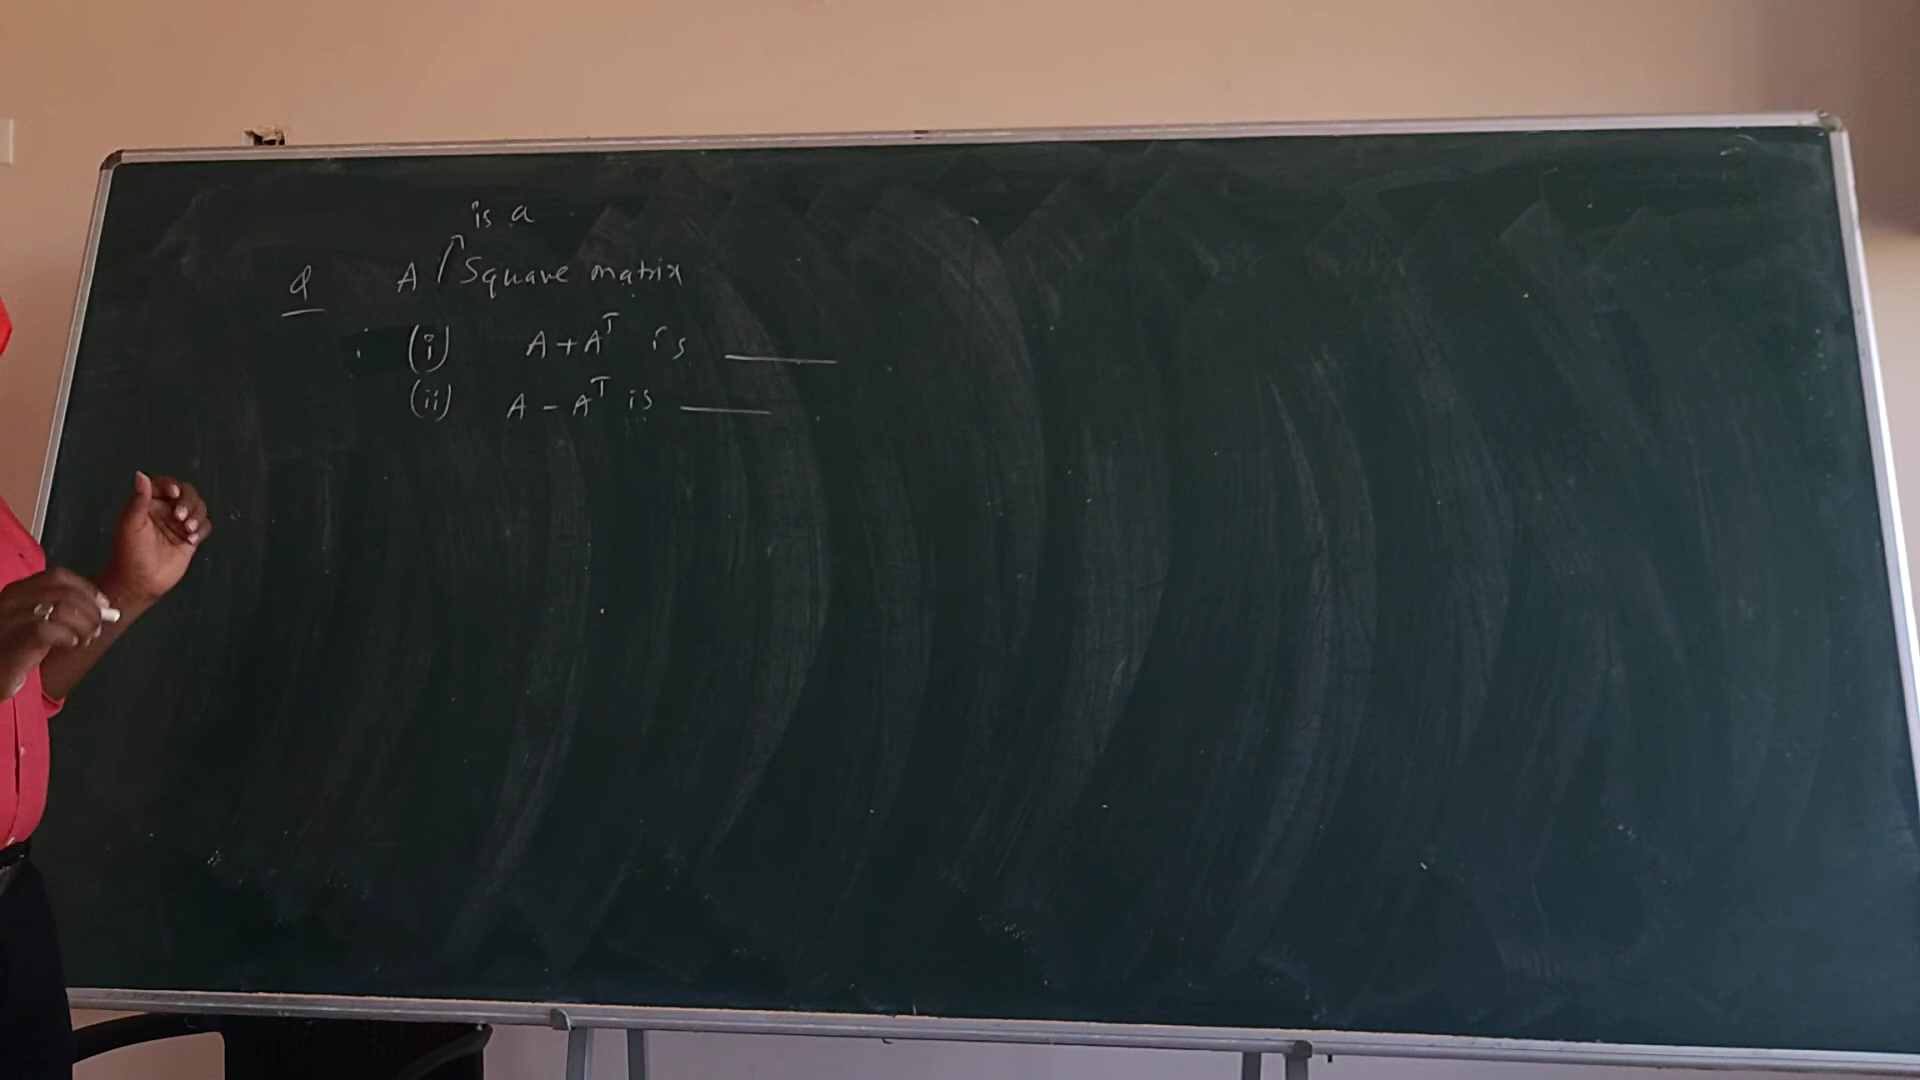 is a
Q A Square matrix
(i) A+Aᵀ is ____
(ii) A - Aᵀ is ____